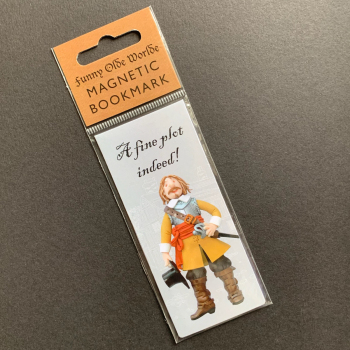 Funny Olde Worlde
MAGNETIC
BOOKMARK
A fine plot
indeed!